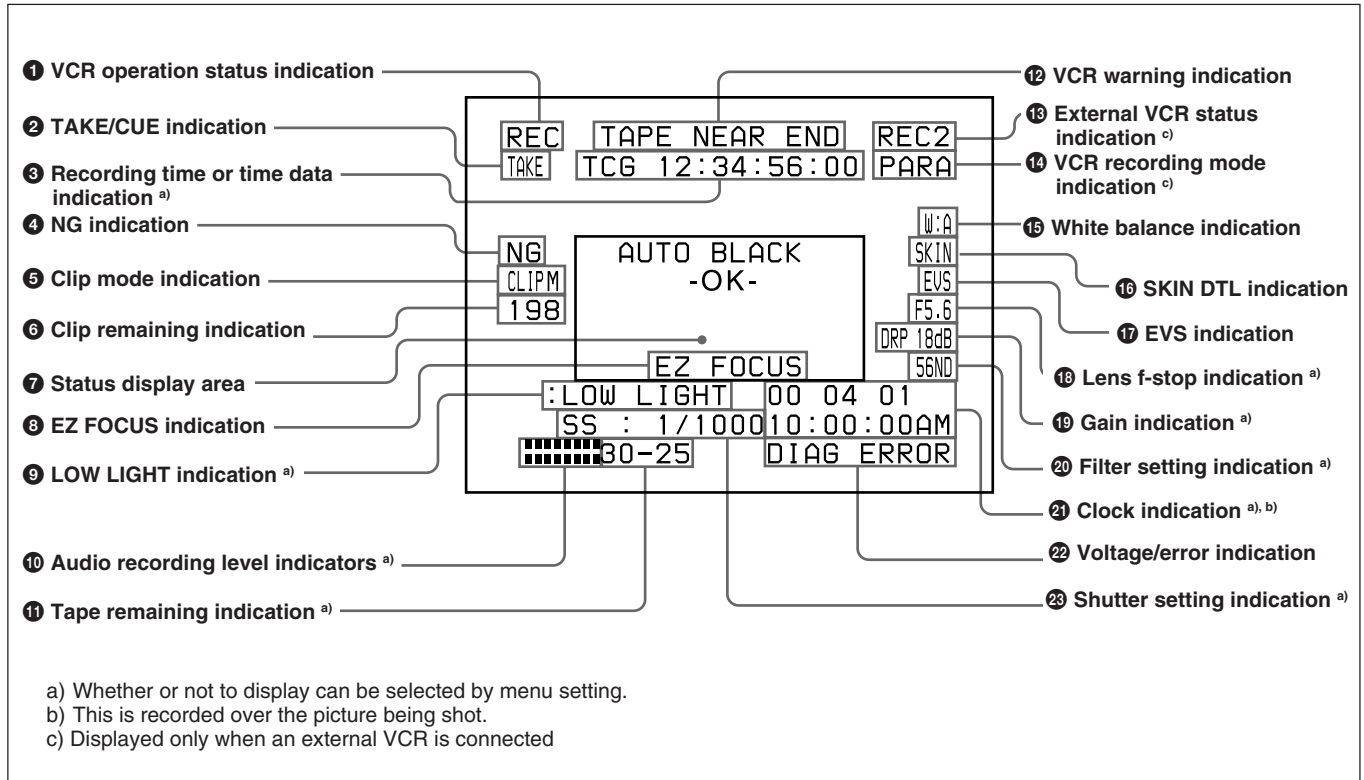 ❶ VCR operation status indication
❷ TAKE/CUE indication
❸ Recording time or time data
indication a)
❹ NG indication
❺ Clip mode indication
❻ Clip remaining indication
❼ Status display area
❽ EZ FOCUS indication
❾ LOW LIGHT indication a)
❿ Audio recording level indicators a)
⓫ Tape remaining indication a)
REC TAPE NEAR END REC2
TAKE TCG 12:34:56:00 PARA
W:A
NG AUTO BLACK SKIN
CLIPM -OK- EVS
198 F5.6
DRP 18dB
EZ FOCUS 56ND
:LOW LIGHT 00 04 01
SS : 1/1000 10:00:00AM
30-25 DIAG ERROR
⓬ VCR warning indication
⓭ External VCR status
indication c)
⓮ VCR recording mode
indication c)
⓯ White balance indication
⓰ SKIN DTL indication
⓱ EVS indication
⓲ Lens f-stop indication a)
⓳ Gain indication a)
⓴ Filter setting indication a)
㉑ Clock indication a), b)
㉒ Voltage/error indication
㉓ Shutter setting indication a)
a) Whether or not to display can be selected by menu setting.
b) This is recorded over the picture being shot.
c) Displayed only when an external VCR is connected